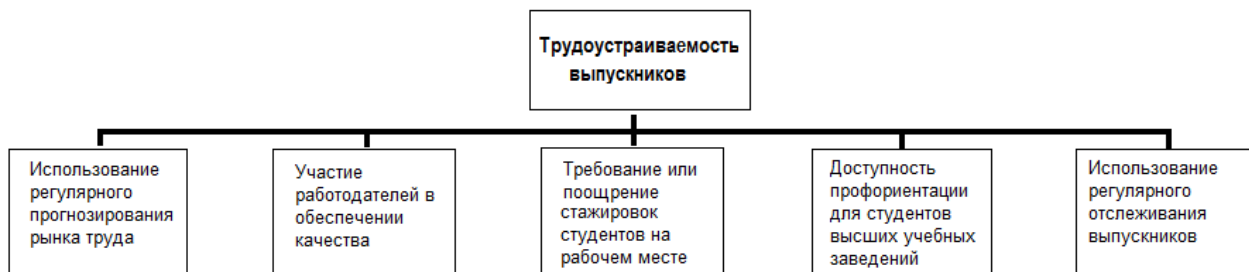 Трудоустраиваемость
выпускников
Использование
регулярного
прогнозирования
рынка труда
Участие
работодателей в
обеспечении
качества
Требование или
поощрение
стажировок
студентов на
рабочем месте
Доступность
профориентации
для студентов
высших учебных
заведений
Использование
регулярного
отслеживания
выпускников